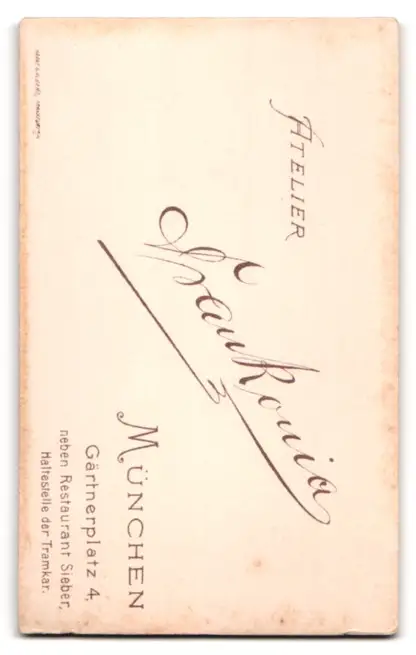 ATELIER
Frankonia
MÜNCHEN
Gärtnerplatz 4,
neben Restaurant Sieber,
Haltestelle der Tramkar.